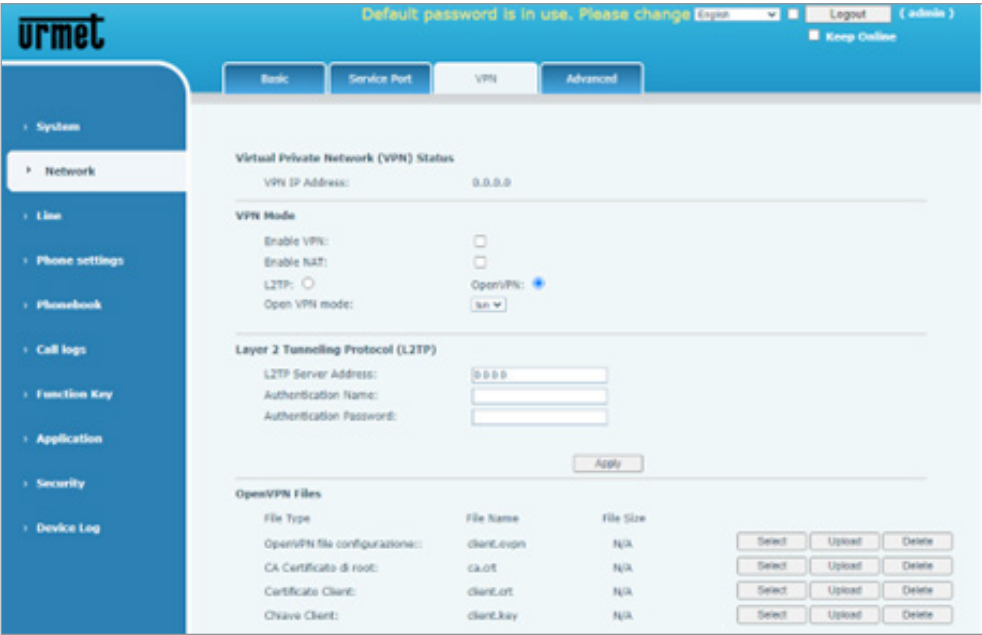 Default password is in use. Please change English Logout ( admin )
urmet
Keep Online
Basic Service Port VPN Advanced
System
Network
Line
Phone settings
Phonebook
Call logs
Function Key
Application
Security
Device Log
Virtual Private Network (VPN) Status
VPN IP Address: 0.0.0.0
VPN Mode
Enable VPN:
Enable NAT:
L2TP: OpenVPN:
Open VPN mode: tun
Layer 2 Tunneling Protocol (L2TP)
L2TP Server Address: 0.0.0.0
Authentication Name:
Authentication Password:
Apply
OpenVPN Files
File Type File Name File Size
OpenVPN file configurazione:: client.ovpn N/A Select Upload Delete
CA Certificato di root: ca.crt N/A Select Upload Delete
Certificato Client: client.crt N/A Select Upload Delete
Chiave Client: client.key N/A Select Upload Delete